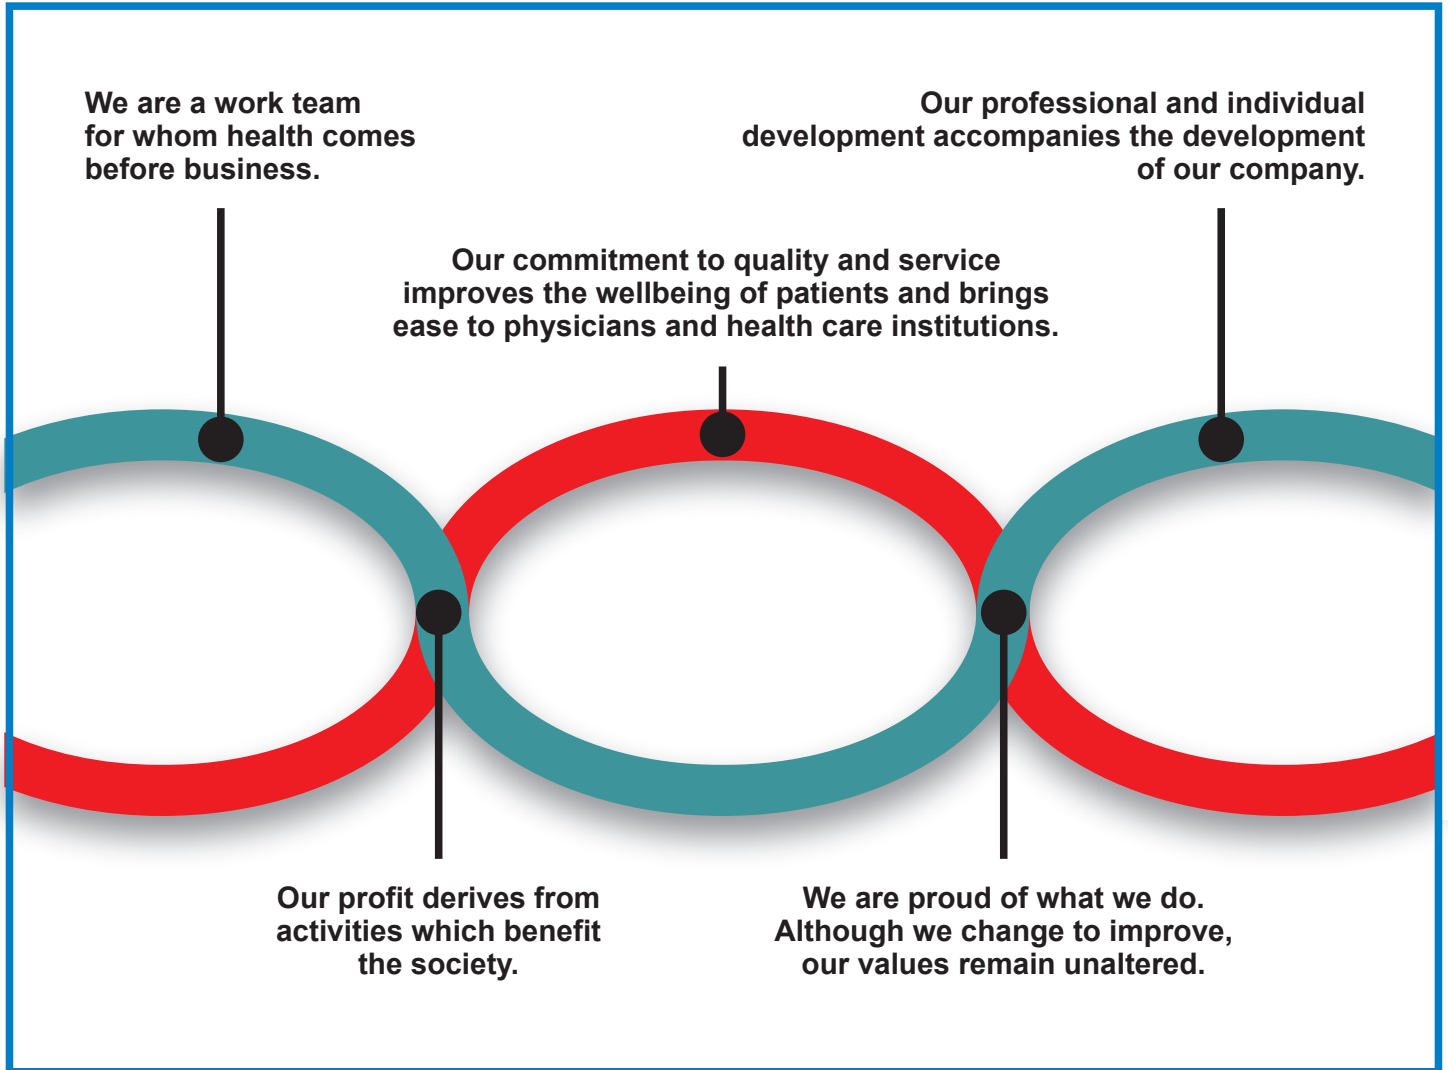 We are a work team
for whom health comes
before business.
Our professional and individual
development accompanies the development
of our company.
Our commitment to quality and service
improves the wellbeing of patients and brings
ease to physicians and health care institutions.
Our profit derives from
activities which benefit
the society.
We are proud of what we do.
Although we change to improve,
our values remain unaltered.